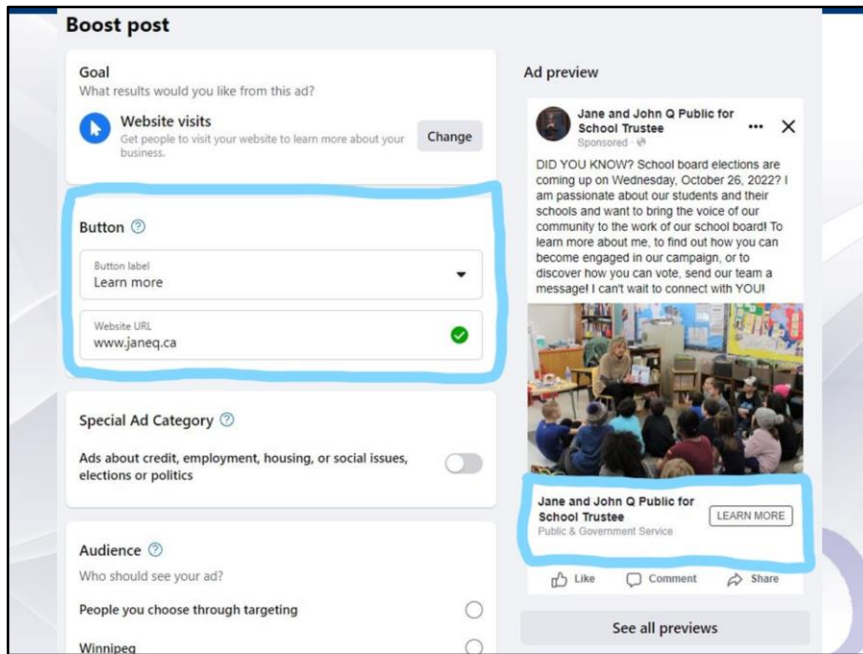 Boost post
Goal
What results would you like from this ad?
Website visits
Get people to visit your website to learn more about your
business.
Change
Button
Button label
Learn more
Website URL
www.janeq.ca
Special Ad Category
Ads about credit, employment, housing, or social issues,
elections or politics
Audience
Who should see your ad?
People you choose through targeting
Winnipeg
Ad preview
Jane and John Q Public for
School Trustee
Sponsored ·
DID YOU KNOW? School board elections are
coming up on Wednesday, October 26, 2022? I
am passionate about our students and their
schools and want to bring the voice of our
community to the work of our school board! To
learn more about me, to find out how you can
become engaged in our campaign, or to
discover how you can vote, send our team a
message! I can't wait to connect with YOU!
Jane and John Q Public for
School Trustee
Public & Government Service
LEARN MORE
Like Comment Share
See all previews